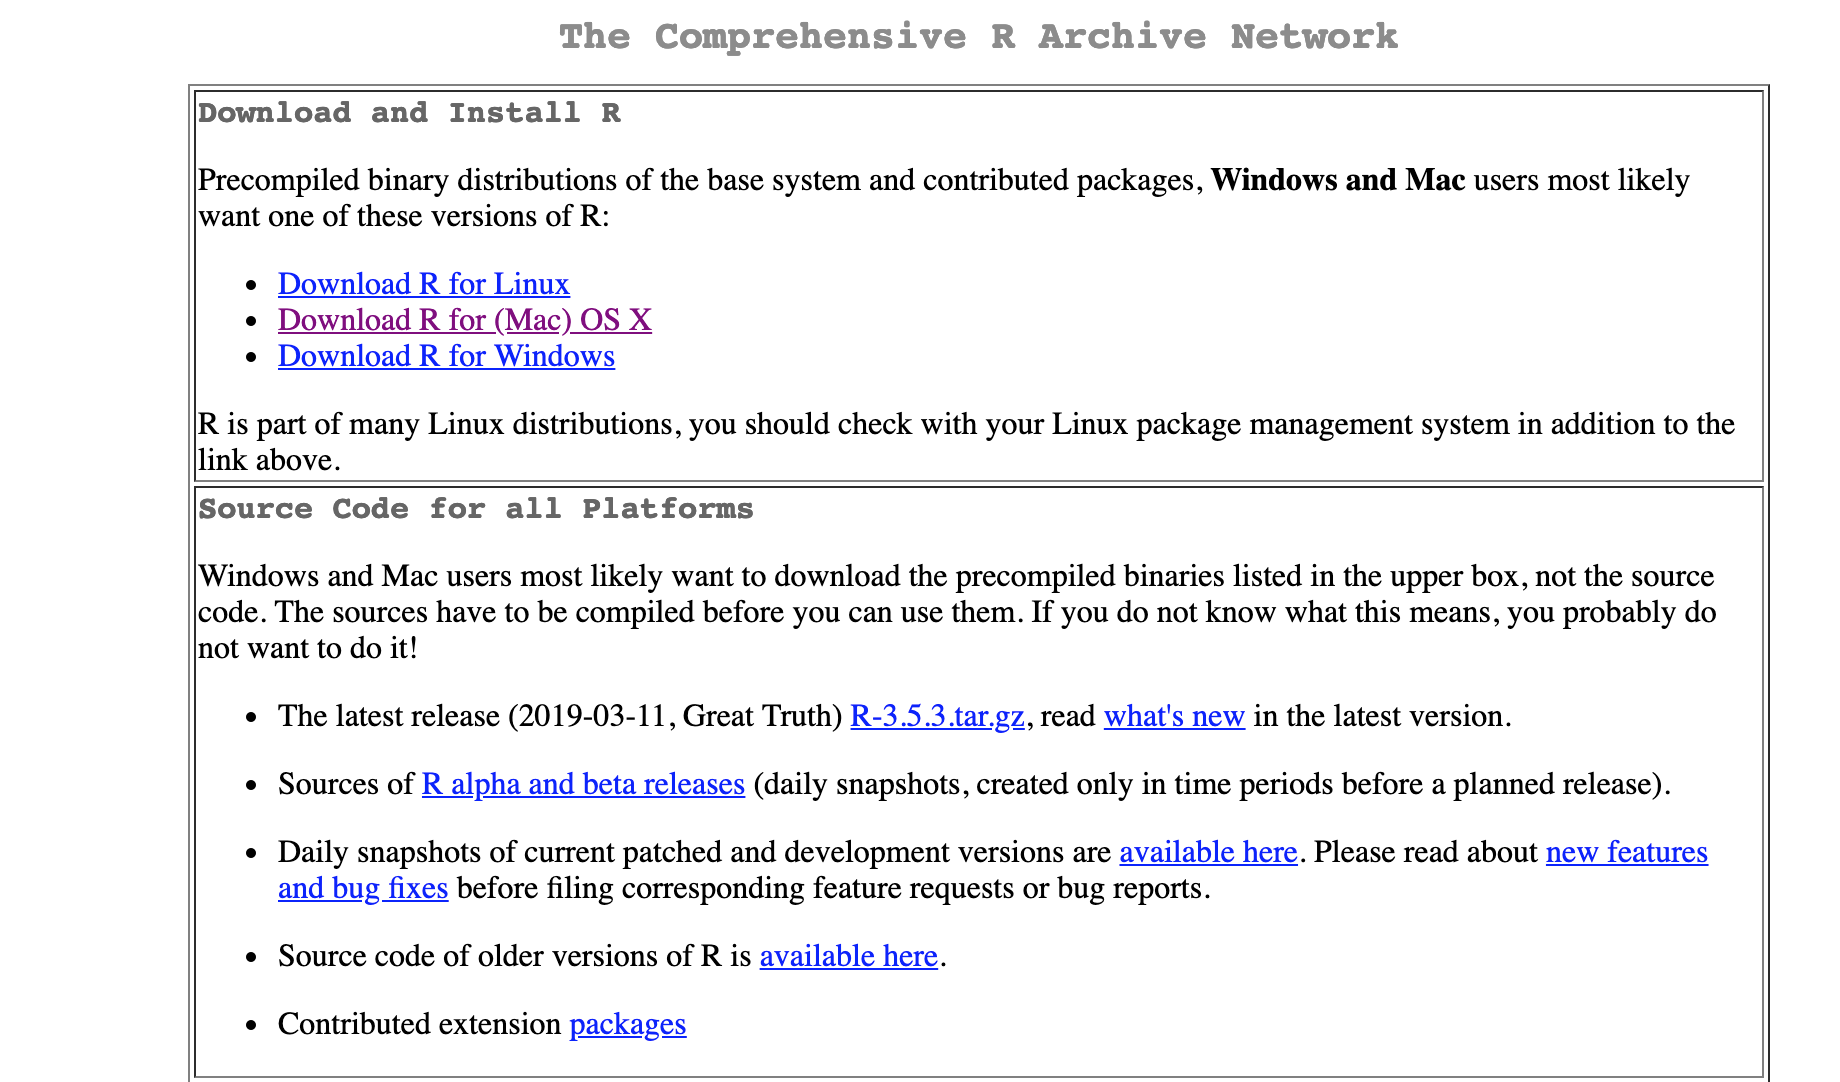 The Comprehensive R Archive Network
Download and Install R
Precompiled binary distributions of the base system and contributed packages, Windows and Mac users most likely
want one of these versions of R:
• Download R for Linux
• Download R for (Mac) OS X
• Download R for Windows
R is part of many Linux distributions, you should check with your Linux package management system in addition to the
link above.
Source Code for all Platforms
Windows and Mac users most likely want to download the precompiled binaries listed in the upper box, not the source
code. The sources have to be compiled before you can use them. If you do not know what this means, you probably do
not want to do it!
• The latest release (2019-03-11, Great Truth) R-3.5.3.tar.gz, read what's new in the latest version.
• Sources of R alpha and beta releases (daily snapshots, created only in time periods before a planned release).
• Daily snapshots of current patched and development versions are available here. Please read about new features
and bug fixes before filing corresponding feature requests or bug reports.
• Source code of older versions of R is available here.
• Contributed extension packages